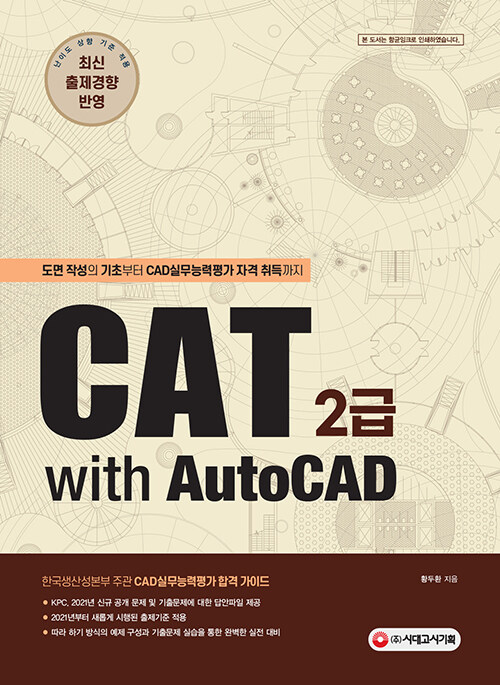 난이도 상향 기준 적용
최신
출제경향
반영
본 도서는 항균잉크로 인쇄하였습니다.
도면 작성의 기초부터 CAD실무능력평가 자격 취득까지
CAT 2급
with AutoCAD
한국생산성본부 주관 CAD실무능력평가 합격 가이드
황두환 지음
• KPC, 2021년 신규 공개 문제 및 기출문제에 대한 답안파일 제공
• 2021년부터 새롭게 시행된 출제기준 적용
• 따라 하기 방식의 예제 구성과 기출문제 실습을 통한 완벽한 실전 대비
(주)시대고시기획